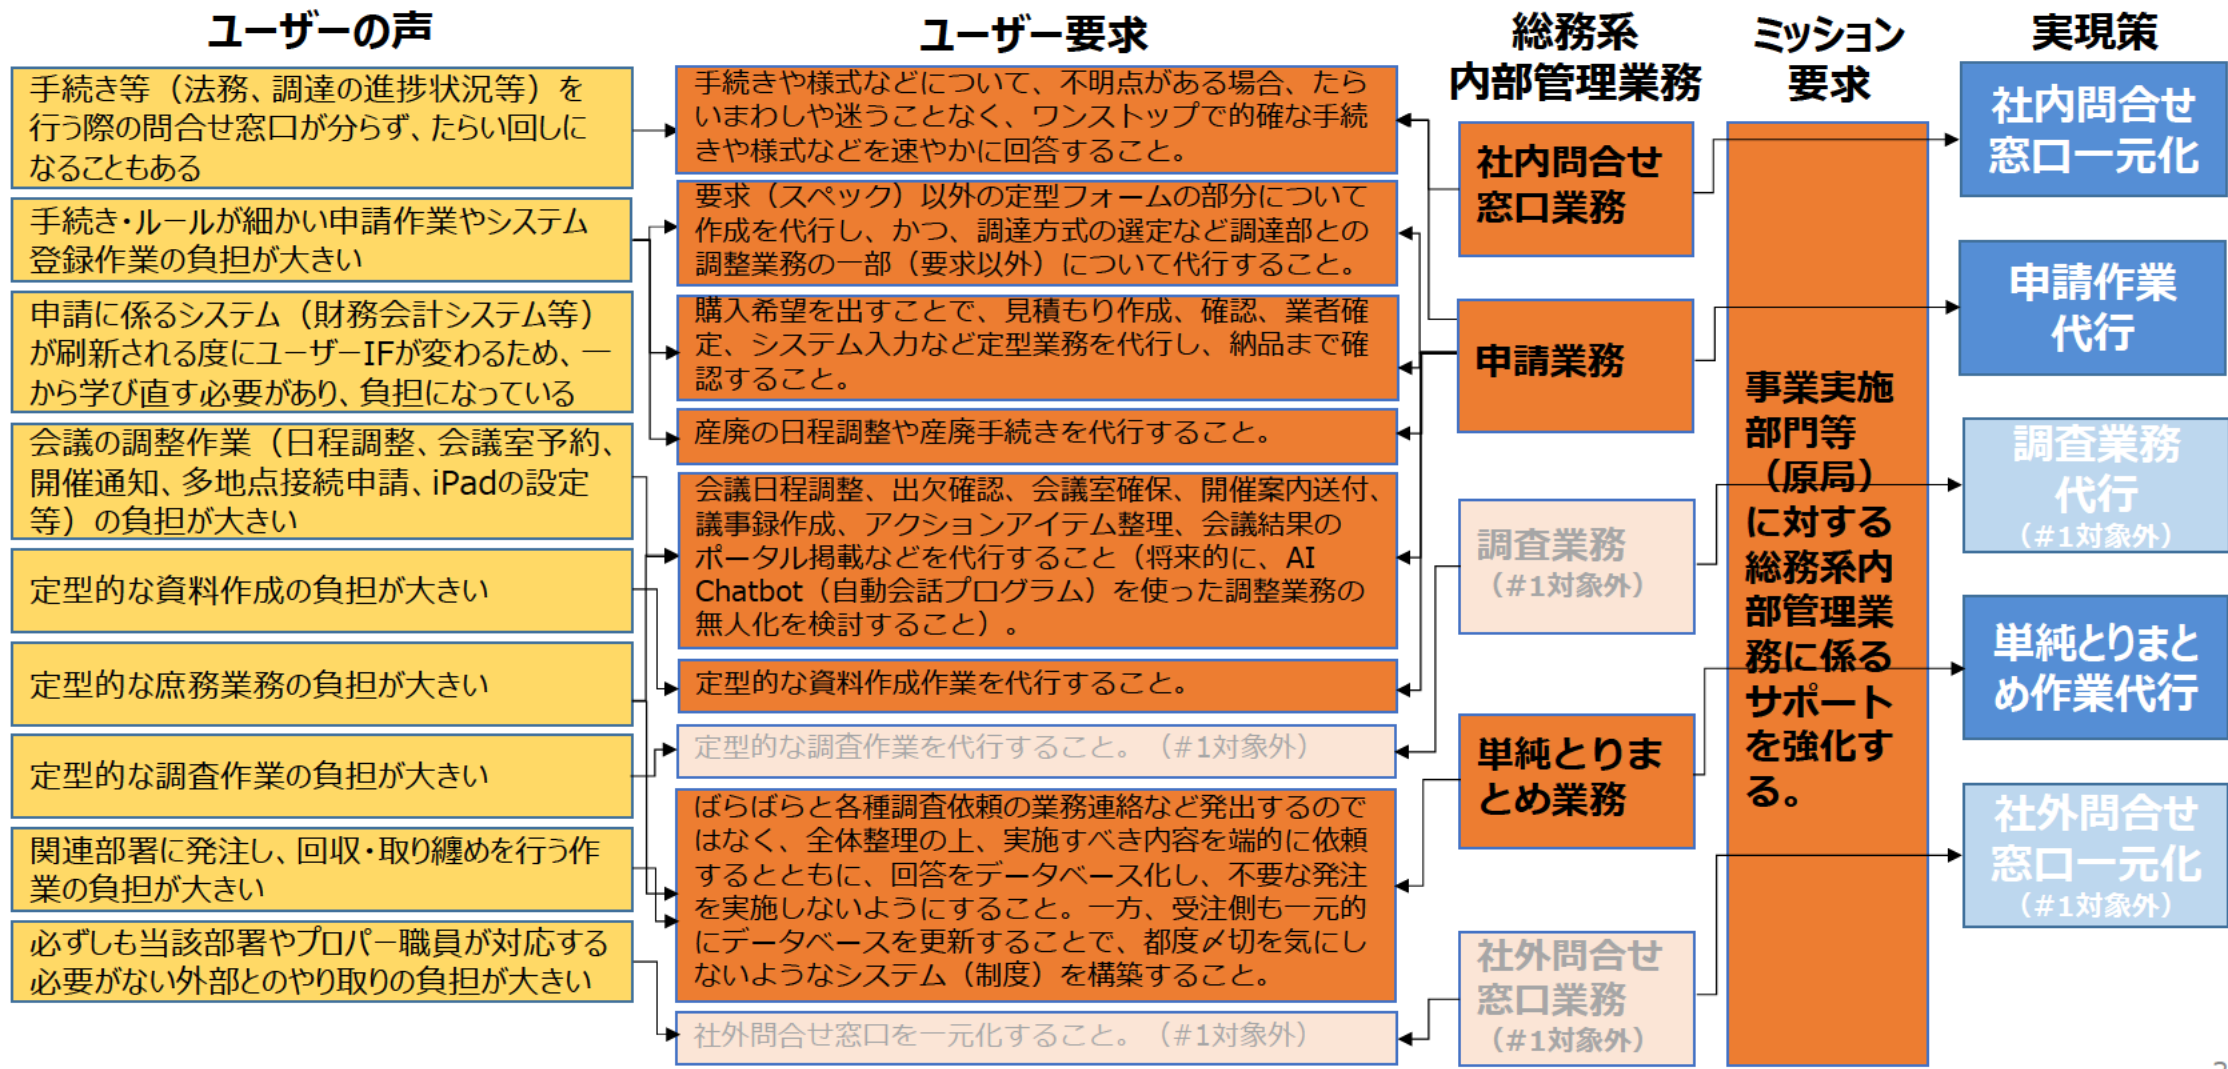 ユーザーの声
手続き等（法務、調達の進捗状況等）を
行う際の問合せ窓口が分らず、たらい回しに
なることもある
手続き・ルールが細かい申請作業やシステム
登録作業の負担が大きい
申請に係るシステム（財務会計システム等）
が刷新される度にユーザーIFが変わるため、一
から学び直す必要があり、負担になっている
会議の調整作業（日程調整、会議室予約、
開催通知、多地点接続申請、iPadの設定
等）の負担が大きい
定型的な資料作成の負担が大きい
定型的な庶務業務の負担が大きい
定型的な調査作業の負担が大きい
関連部署に発注し、回収・取り纏めを行う作
業の負担が大きい
必ずしも当該部署やプロパー職員が対応する
必要がない外部とのやり取りの負担が大きい
ユーザー要求
手続きや様式などについて、不明点がある場合、たら
いまわしや迷うことなく、ワンストップで的確な手続
きや様式などを速やかに回答すること。
要求（スペック）以外の定型フォームの部分について
作成を代行し、かつ、調達方式の選定など調達部との
調整業務の一部（要求以外）について代行すること。
購入希望を出すことで、見積もり作成、確認、業者確
定、システム入力など定型業務を代行し、納品まで確
認すること。
産廃の日程調整や産廃手続きを代行すること。
会議日程調整、出欠確認、会議室確保、開催案内送付、
議事録作成、アクションアイテム整理、会議結果の
ポータル掲載などを代行すること（将来的に、AI
Chatbot（自動会話プログラム）を使った調整業務の
無人化を検討すること）。
定型的な資料作成作業を代行すること。
定型的な調査作業を代行すること。（#1対象外）
ばらばらと各種調査依頼の業務連絡など発出するので
はなく、全体整理の上、実施すべき内容を端的に依頼
するとともに、回答をデータベース化し、不要な発注
を実施しないようにすること。一方、受注側も一元的
にデータベースを更新することで、都度〆切を気にし
ないようなシステム（制度）を構築すること。
社外問合せ窓口を一元化すること。（#1対象外）
総務系
内部管理業務
社内問合せ
窓口業務
申請業務
調査業務
（#1対象外）
単純とりま
とめ業務
社外問合せ
窓口業務
（#1対象外）
ミッション
要求
事業実施
部門等
（原局）
に対する
総務系内
部管理業
務に係る
サポート
を強化す
る。
実現策
社内問合せ
窓口一元化
申請作業
代行
調査業務
代行
（#1対象外）
単純とりまと
め作業代行
社外問合せ
窓口一元化
（#1対象外）